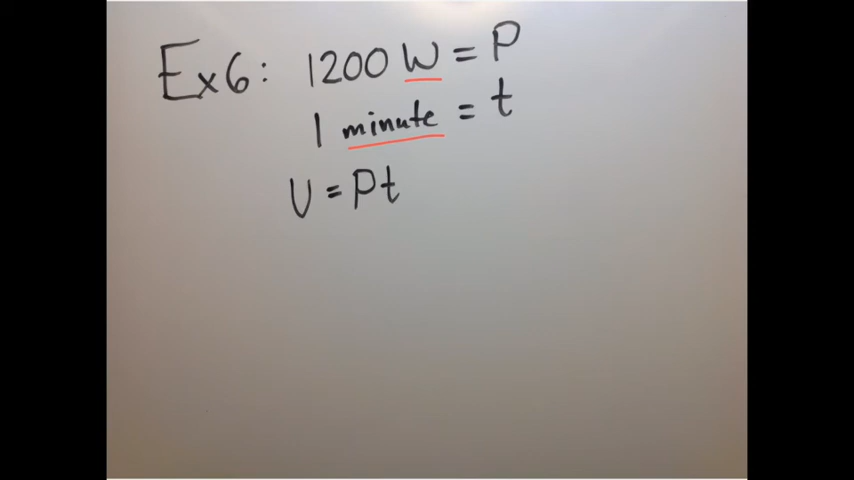 Ex6: 1200 W = P
1 minute = t
U = Pt